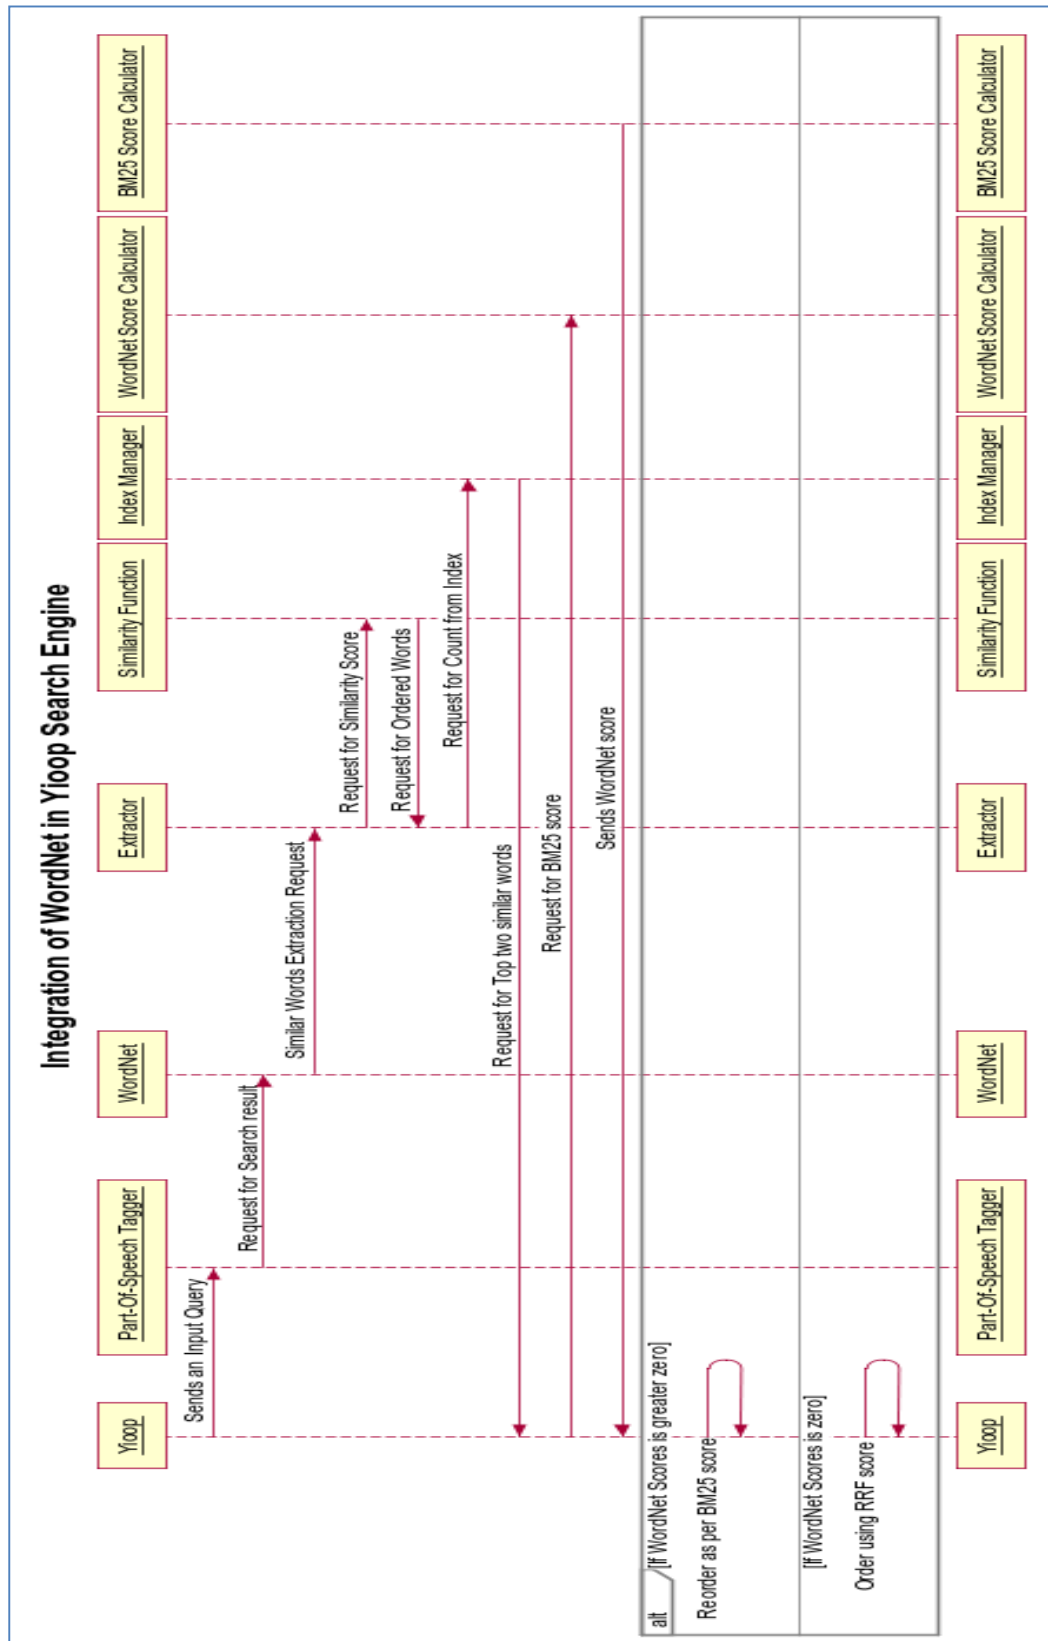 Integration of WordNet in Yioop Search Engine
Yioop
Part-Of-Speech Tagger
WordNet
Extractor
Similarity Function
Index Manager
WordNet Score Calculator
BM25 Score Calculator
Sends an Input Query
Request for Search result
Similar Words Extraction Request
Request for Similarity Score
Request for Ordered Words
Request for Count from Index
Request for Top two similar words
Request for BM25 score
Sends WordNet score
alt
[If WordNet Scores is greater zero]
Reorder as per BM25 score
[If WordNet Scores is zero]
Order using RRF score
Yioop
Part-Of-Speech Tagger
WordNet
Extractor
Similarity Function
Index Manager
WordNet Score Calculator
BM25 Score Calculator